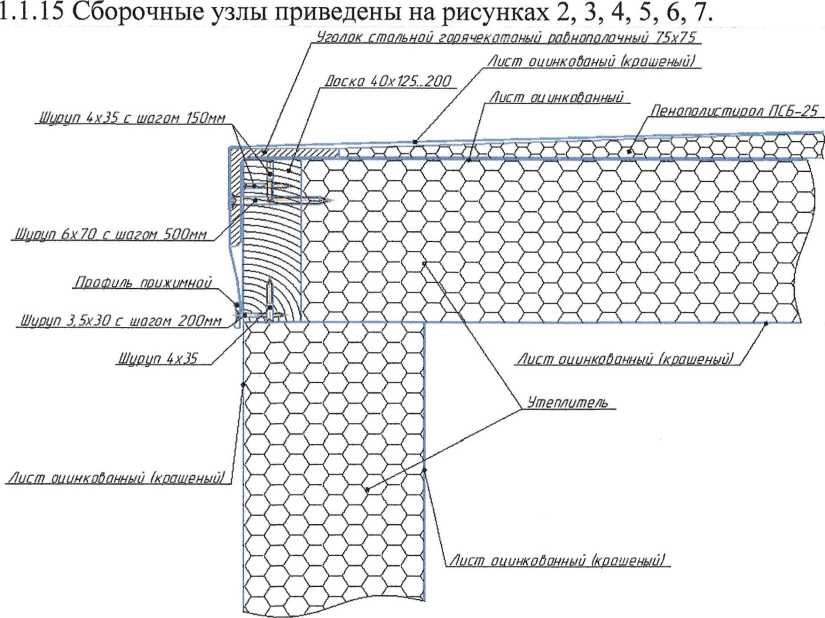 1.1.15 Сборочные узлы приведены на рисунках 2, 3, 4, 5, 6, 7.
Уголок стальной горячекатаный равнополочный 75х75
Лист оцинкованый (крашеный)
Доска 40х125...200
Лист оцинкованный
Пенополистирол ПСБ-25
Шуруп 4х35 с шагом 150мм
Шуруп 6х70 с шагом 500мм
Профиль прижимной
Шуруп 3,5х30 с шагом 200мм
Шуруп 4х35
Лист оцинкованный (крашеный)
Утеплитель
Лист оцинкованный (крашеный)
Лист оцинкованный (крашеный)